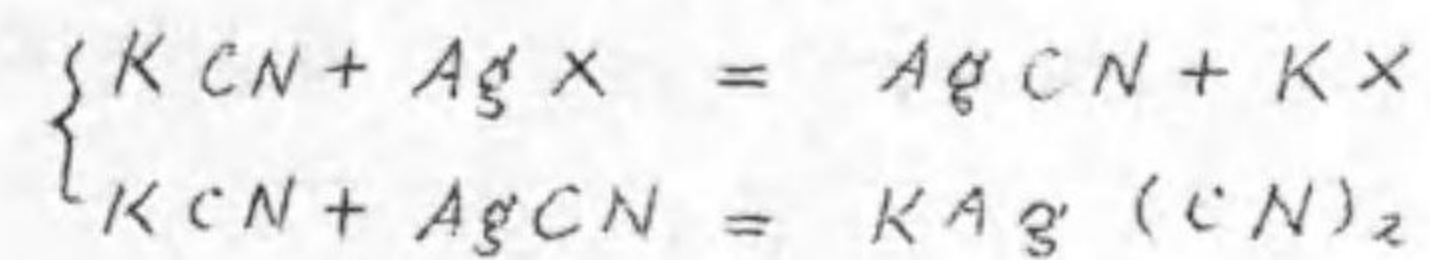 { KCN + AgX = AgCN + KX
KCN + AgCN = KAg(CN)₂